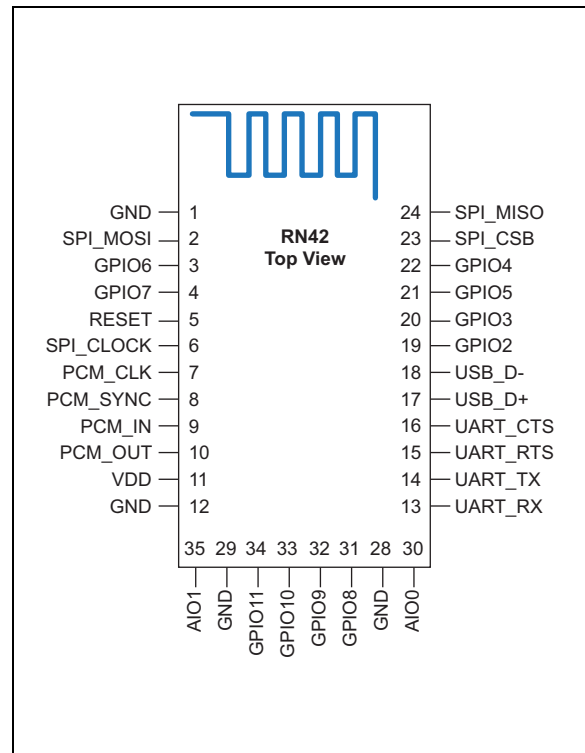 RN42
Top View
GND 1
SPI_MOSI 2
GPIO6 3
GPIO7 4
RESET 5
SPI_CLOCK 6
PCM_CLK 7
PCM_SYNC 8
PCM_IN 9
PCM_OUT 10
VDD 11
GND 12
24 SPI_MISO
23 SPI_CSB
22 GPIO4
21 GPIO5
20 GPIO3
19 GPIO2
18 USB_D-
17 USB_D+
16 UART_CTS
15 UART_RTS
14 UART_TX
13 UART_RX
35 29 34 33 32 31 28 30
AIO1
GND
GPIO11
GPIO10
GPIO9
GPIO8
GND
AIO0